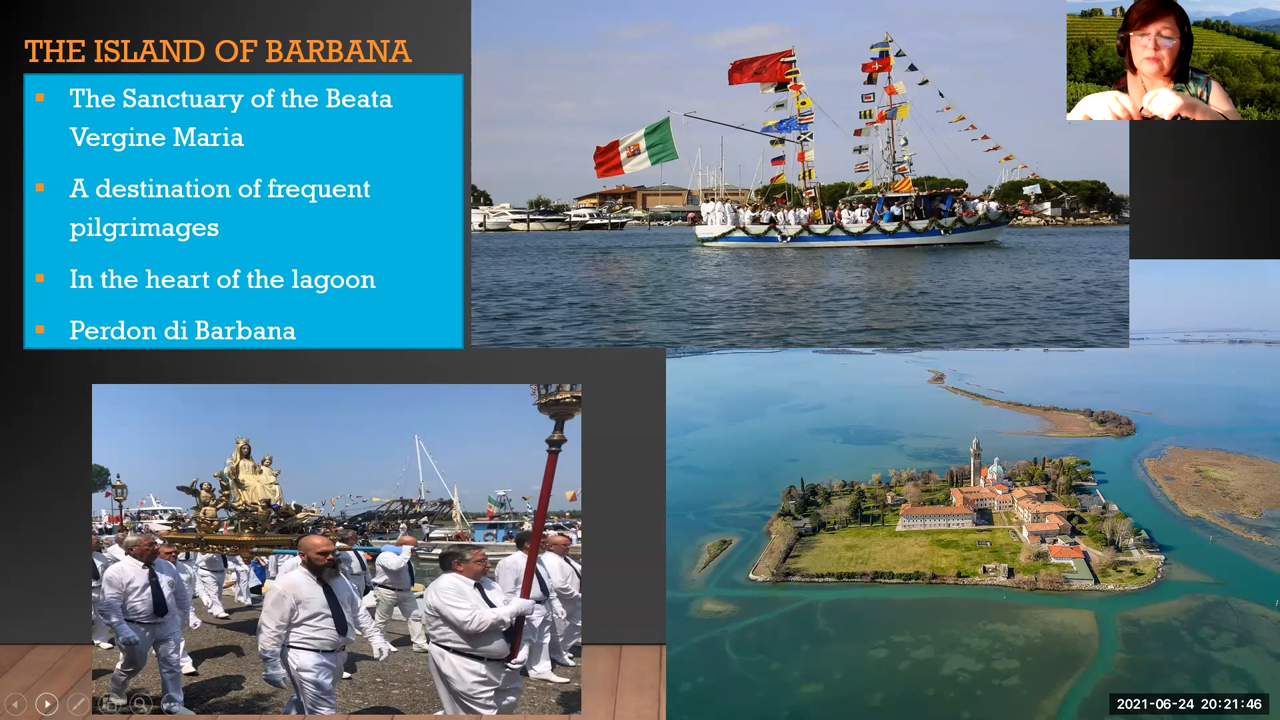 THE ISLAND OF BARBANA
The Sanctuary of the Beata
Vergine Maria
A destination of frequent
pilgrimages
In the heart of the lagoon
Perdon di Barbana
2021-06-24 20:21:46